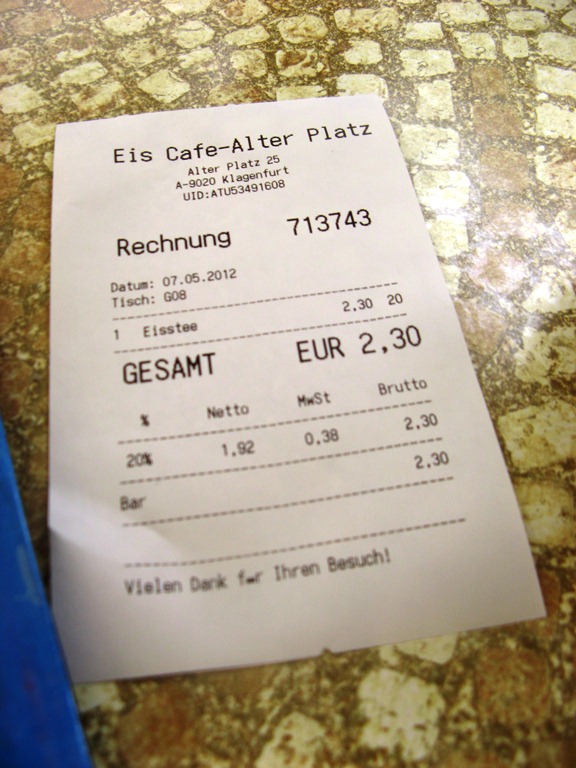 Eis Cafe-Alter Platz
Alter Platz 25
A-9020 Klagenfurt
UID:ATU53491608
Rechnung 713743
Datum: 07.05.2012
Tisch: G08
1 Eisstee 2,30 20
GESAMT EUR 2,30
% Netto MwSt Brutto
20% 1,92 0,38 2,30
Bar 2,30
Vielen Dank f▬r Ihren Besuch!